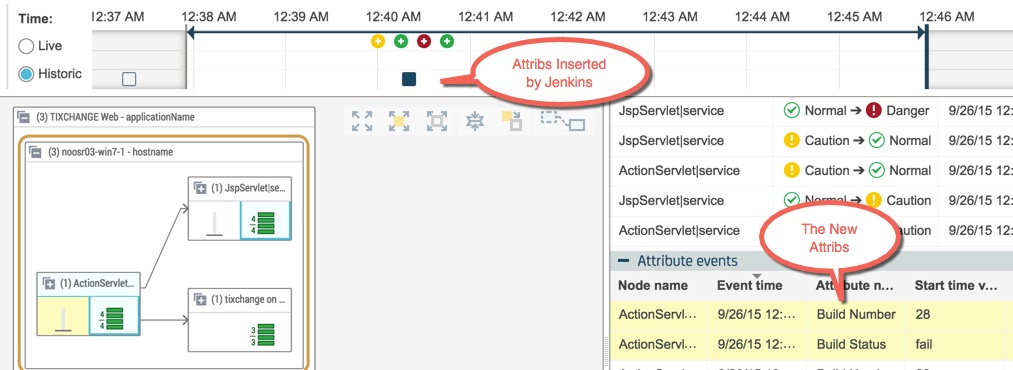 Time:
12:37 AM 12:38 AM 12:39 AM 12:40 AM 12:41 AM 12:42 AM 12:43 AM 12:44 AM 12:45 AM 12:46 AM
Live
Historic
Attribs Inserted
by Jenkins
(3) TIXCHANGE Web - applicationName
(3) noosr03-win7-1 - hostname
(1) JspServlet|se...
4
4
(1) ActionServlet...
4
4
(1) tixchange on ...
3
3
JspServlet|service Normal ➔ Danger 9/26/15 12:
JspServlet|service Caution ➔ Normal 9/26/15 12:
ActionServlet|service Caution ➔ Normal 9/26/15 12:
JspServlet|service Normal ➔ Caution 9/26/15 12:
ActionServlet|service 9/26/15 12:
The New
Attribs
Attribute events
Node name Event time Attribute n... Start time v...
ActionServl... 9/26/15 12:... Build Number 28
ActionServl... 9/26/15 12:... Build Status fail